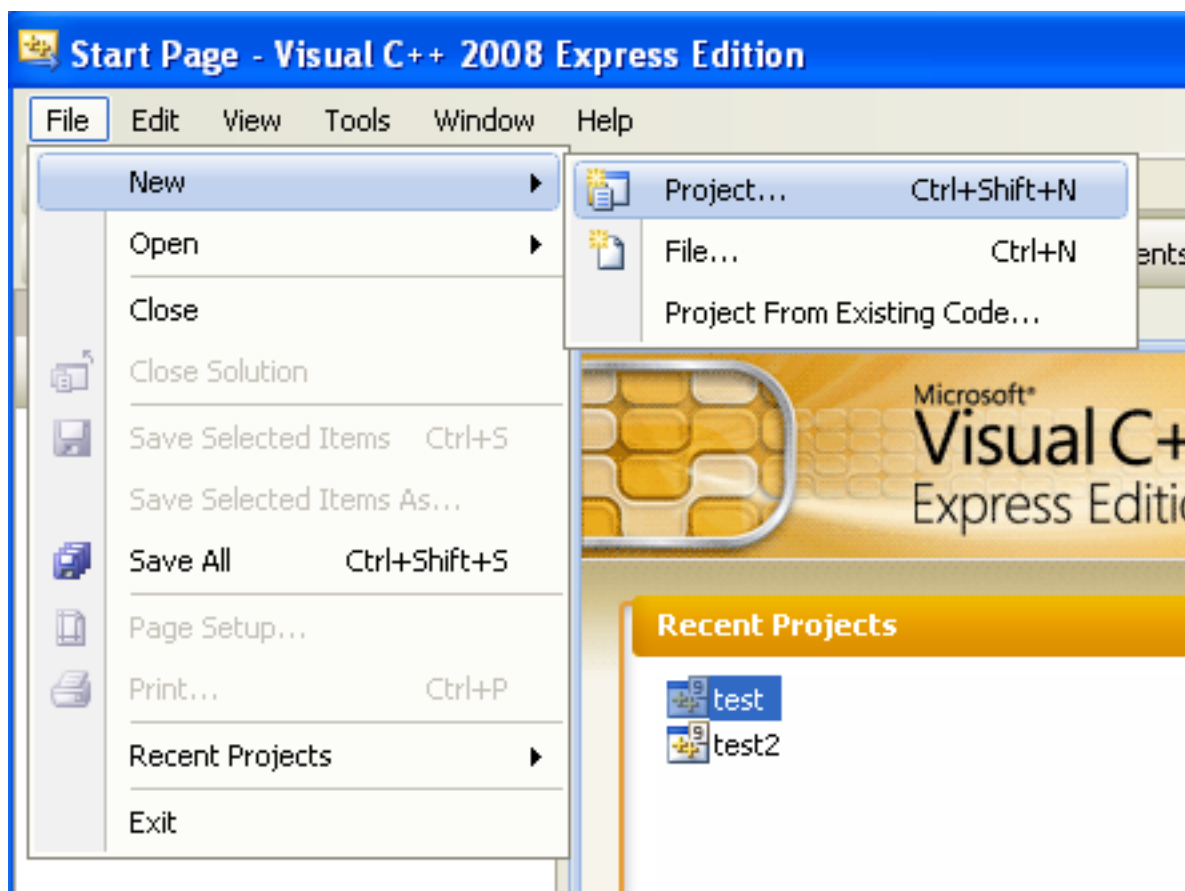 Start Page - Visual C++ 2008 Express Edition
File Edit View Tools Window Help
New
Project... Ctrl+Shift+N
Open
File... Ctrl+N
Close
Project From Existing Code...
Close Solution
Save Selected Items Ctrl+S
Save Selected Items As...
Save All Ctrl+Shift+S
Page Setup...
Print... Ctrl+P
Recent Projects
Exit
Microsoft®
Visual C+
Express Editi
Recent Projects
test
test2